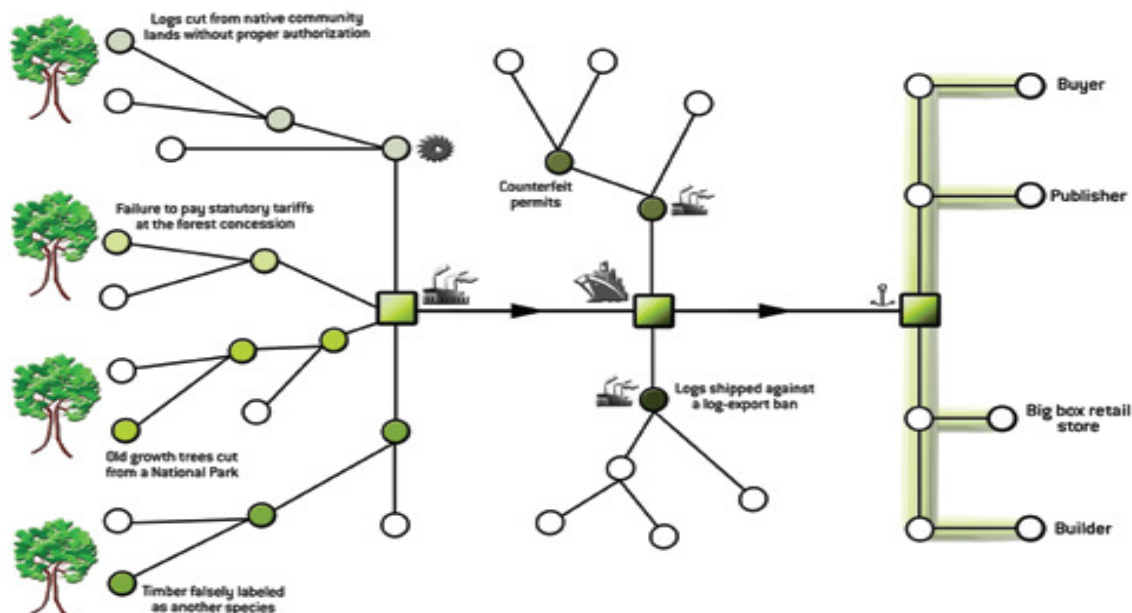 Logs cut from native community
lands without proper authorization
Failure to pay statutory tariffs
at the forest concession
Old growth trees cut
from a National Park
Timber falsely labeled
as another species
Counterfeit
permits
Logs shipped against
a log-export ban
Buyer
Publisher
Big box retail
store
Builder